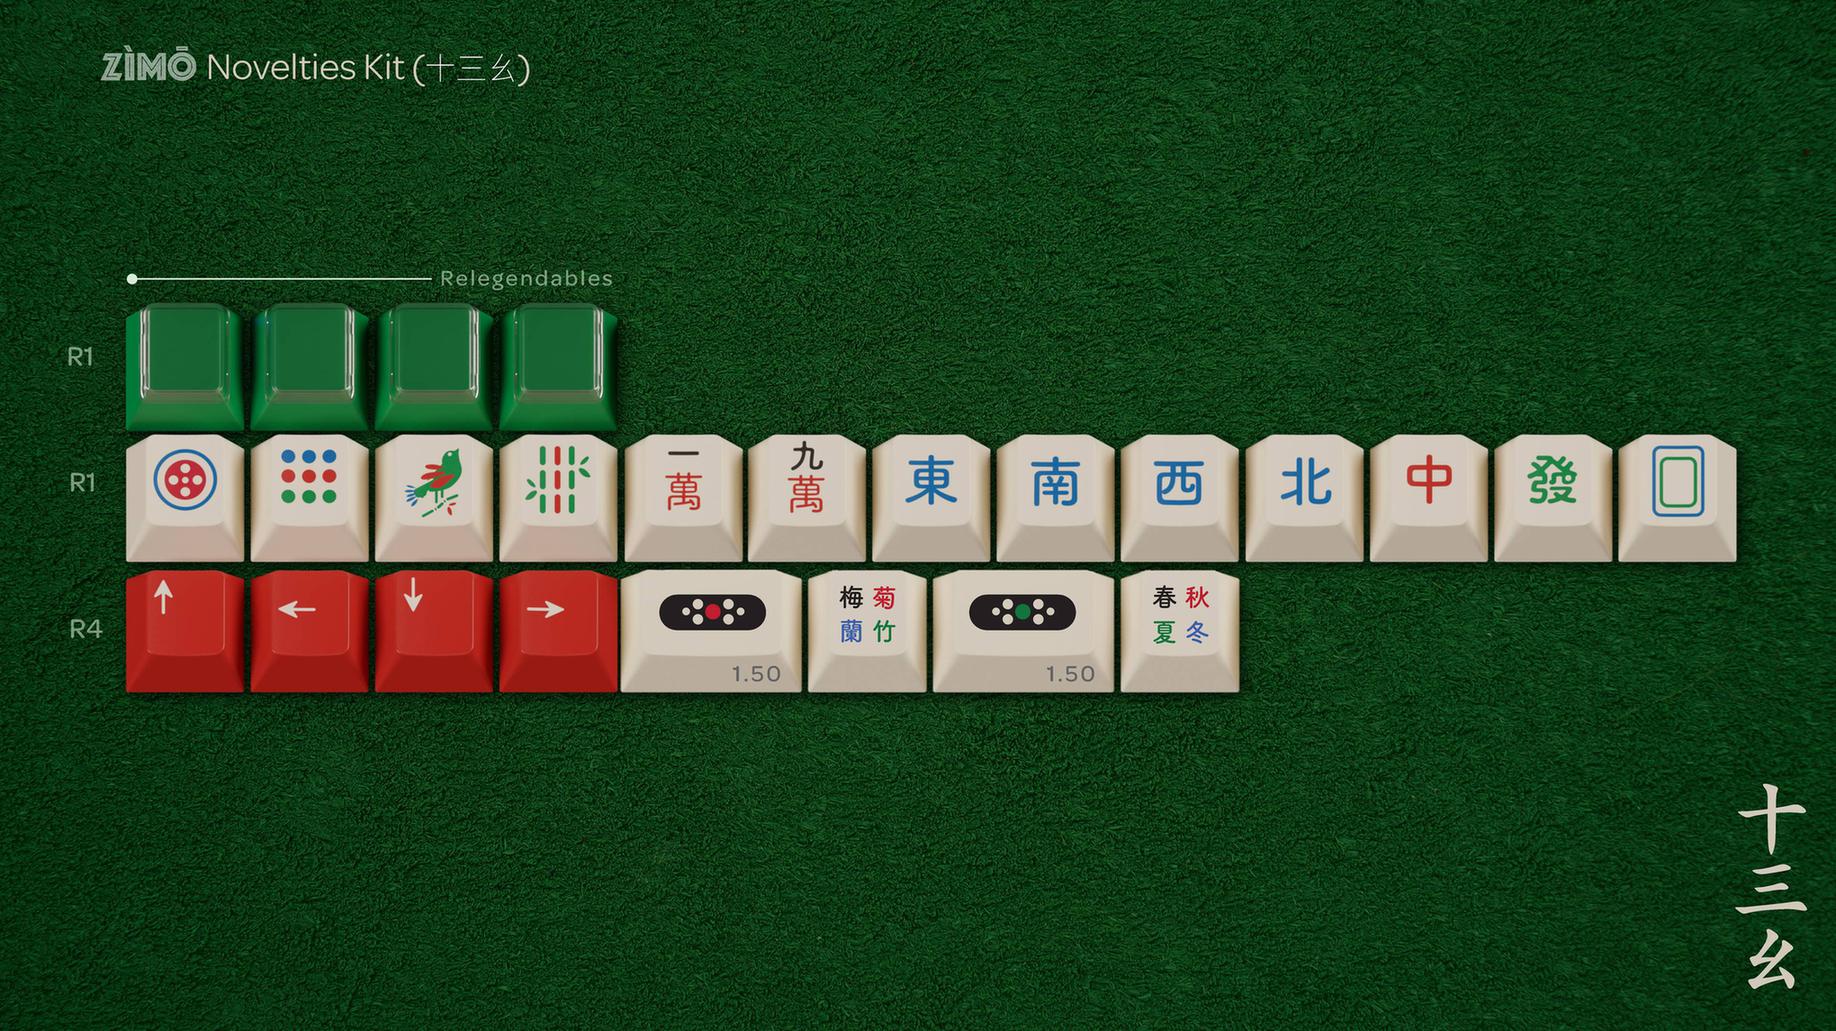 ZÌMŌ Novelties Kit (十三幺)
Relegendables
R1
R1
一萬
九萬
東
南
西
北
中
發
R4
↑
←
↓
→
1.50
梅 菊
蘭 竹
1.50
春 秋
夏 冬
十三幺